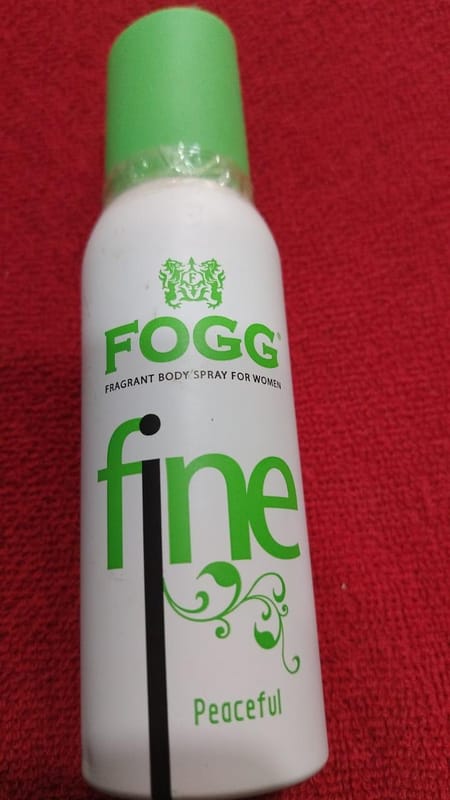 F
FOGG®
FRAGRANT BODY SPRAY FOR WOMEN
fine
Peaceful